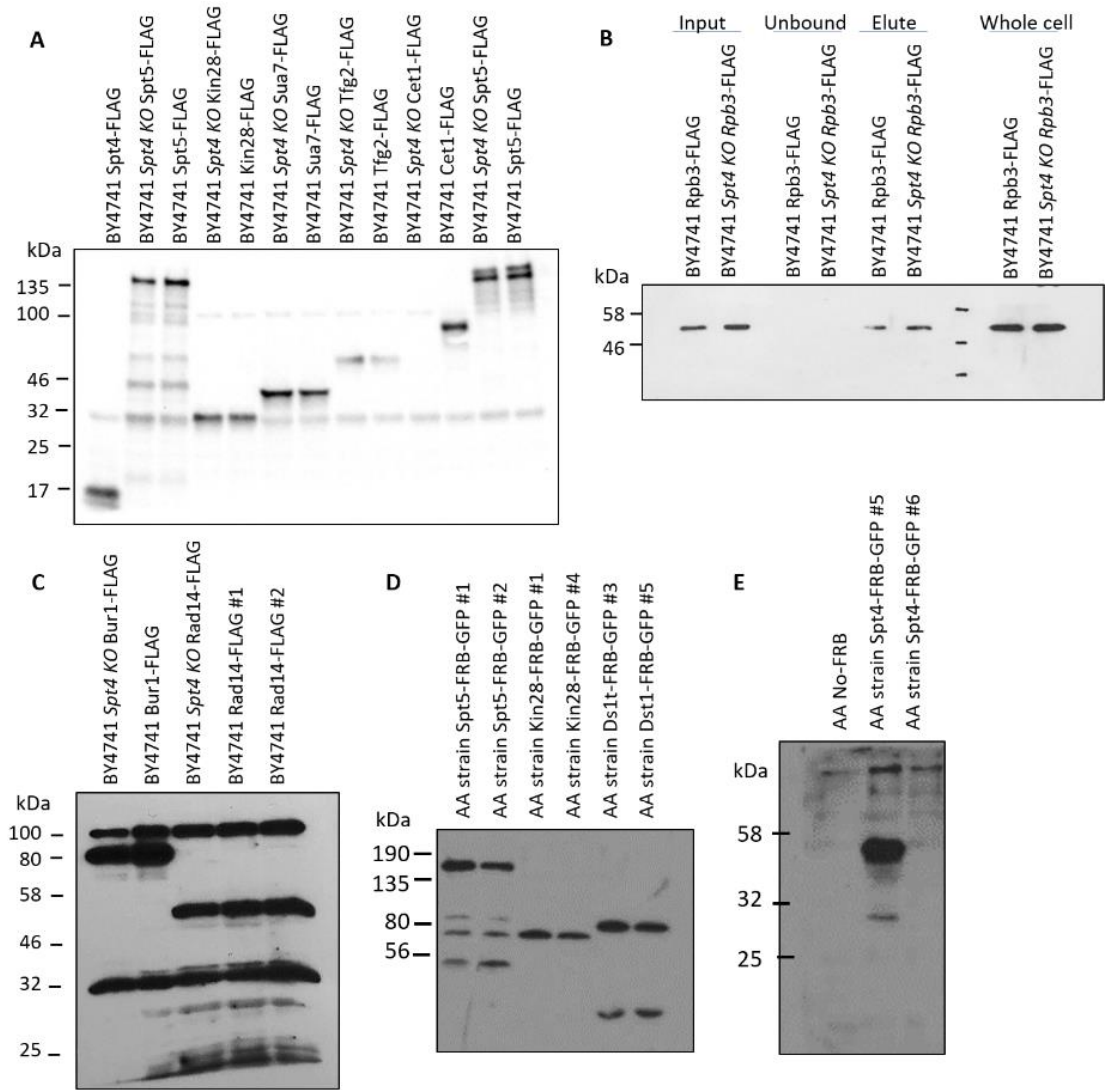 A
BY4741 Spt4-FLAG
BY4741 Spt4 KO Spt5-FLAG
BY4741 Spt5-FLAG
BY4741 Spt4 KO Kin28-FLAG
BY4741 Kin28-FLAG
BY4741 Spt4 KO Sua7-FLAG
BY4741 Sua7-FLAG
BY4741 Spt4 KO Tfg2-FLAG
BY4741 Tfg2-FLAG
BY4741 Spt4 KO Cet1-FLAG
BY4741 Cet1-FLAG
BY4741 Spt4 KO Spt5-FLAG
BY4741 Spt5-FLAG
kDa
135
100
46
32
25
17
B
Input
Unbound
Elute
Whole cell
BY4741 Rpb3-FLAG
BY4741 Spt4 KO Rpb3-FLAG
BY4741 Rpb3-FLAG
BY4741 Spt4 KO Rpb3-FLAG
BY4741 Rpb3-FLAG
BY4741 Spt4 KO Rpb3-FLAG
BY4741 Rpb3-FLAG
BY4741 Spt4 KO Rpb3-FLAG
kDa
58
46
C
BY4741 Spt4 KO Bur1-FLAG
BY4741 Bur1-FLAG
BY4741 Spt4 KO Rad14-FLAG
BY4741 Rad14-FLAG #1
BY4741 Rad14-FLAG #2
kDa
100
80
58
46
32
25
D
AA strain Spt5-FRB-GFP #1
AA strain Spt5-FRB-GFP #2
AA strain Kin28-FRB-GFP #1
AA strain Kin28-FRB-GFP #4
AA strain Ds1t-FRB-GFP #3
AA strain Dst1-FRB-GFP #5
kDa
190
135
80
56
E
AA No-FRB
AA strain Spt4-FRB-GFP #5
AA strain Spt4-FRB-GFP #6
kDa
58
32
25